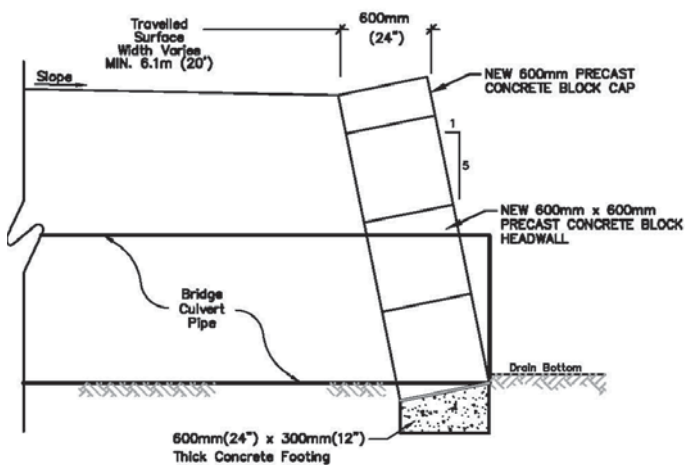 Travelled
Surface
Width Varies
MIN. 6.1m (20')
600mm
(24")
Slope
NEW 600mm PRECAST
CONCRETE BLOCK CAP
1
5
NEW 600mm x 600mm
PRECAST CONCRETE BLOCK
HEADWALL
Bridge
Culvert
Pipe
Drain Bottom
600mm(24") x 300mm(12")
Thick Concrete Footing